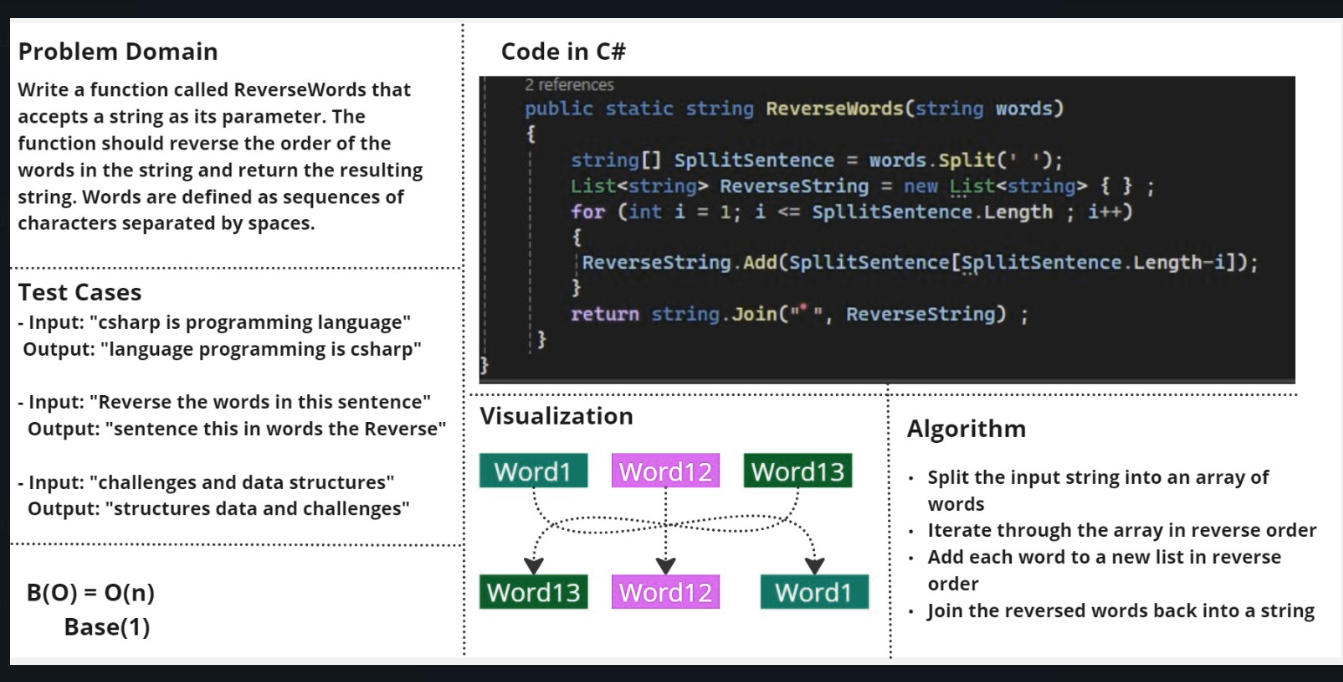 Problem Domain
Write a function called ReverseWords that
accepts a string as its parameter. The
function should reverse the order of the
words in the string and return the resulting
string. Words are defined as sequences of
characters separated by spaces.
Test Cases
- Input: "csharp is programming language"
Output: "language programming is csharp"
- Input: "Reverse the words in this sentence"
Output: "sentence this in words the Reverse"
- Input: "challenges and data structures"
Output: "structures data and challenges"
B(O) = O(n)
Base(1)
Code in C#
2 references
public static string ReverseWords(string words)
{
string[] SpllitSentence = words.Split(' ');
List<string> ReverseString = new List<string> { } ;
for (int i = 1; i <= SpllitSentence.Length ; i++)
{
ReverseString.Add(SpllitSentence[SpllitSentence.Length-i]);
}
return string.Join(" ", ReverseString) ;
}
}
Visualization
Word1 Word12 Word13
Word13 Word12 Word1
Algorithm
· Split the input string into an array of
words
· Iterate through the array in reverse order
· Add each word to a new list in reverse
order
· Join the reversed words back into a string